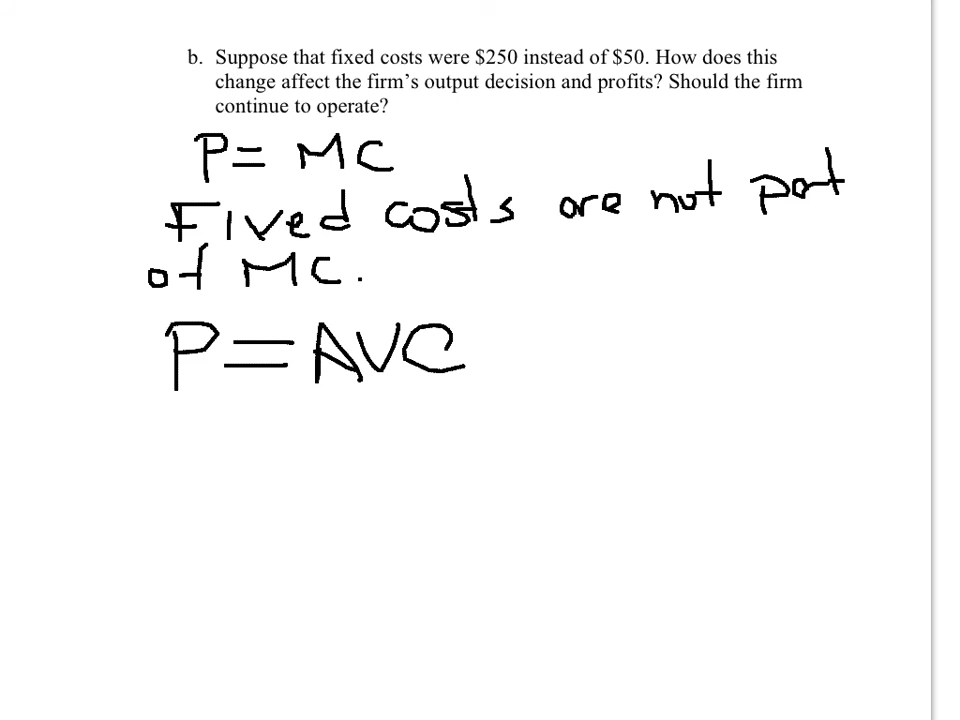 b. Suppose that fixed costs were $250 instead of $50. How does this
change affect the firm's output decision and profits? Should the firm
continue to operate?
P = MC
Fixed costs are not part
of MC.
P = AVC